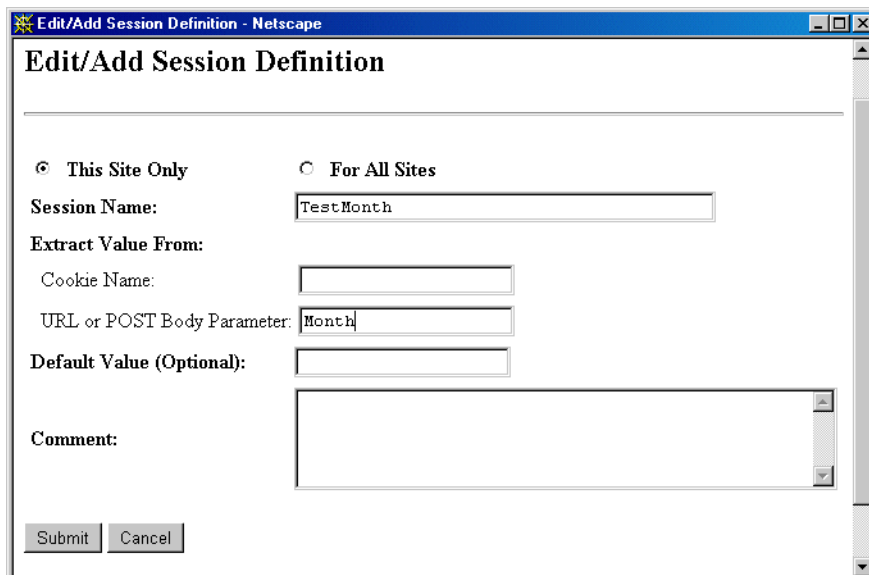 Edit/Add Session Definition - Netscape
Edit/Add Session Definition
This Site Only For All Sites
Session Name: TestMonth
Extract Value From:
Cookie Name:
URL or POST Body Parameter: Month
Default Value (Optional):
Comment:
Submit Cancel